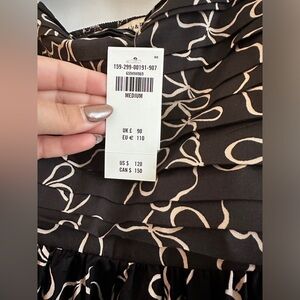 159-299-00191-907
MEDIUM
UK £ 90
EU € 110
US $ 120
CAN $ 150